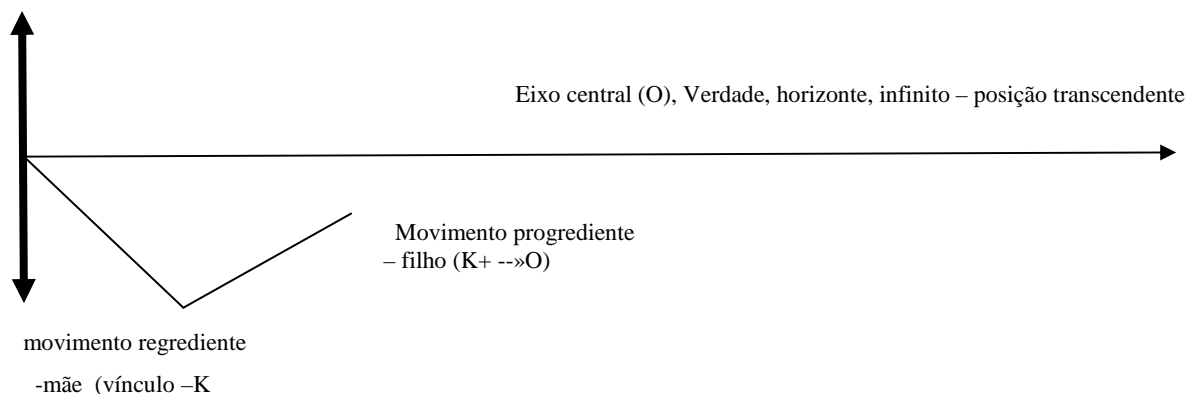 Eixo central (O), Verdade, horizonte, infinito – posição transcendente
Movimento progrediente
– filho (K+ --»O)
movimento regrediente
-mãe (vínculo –K